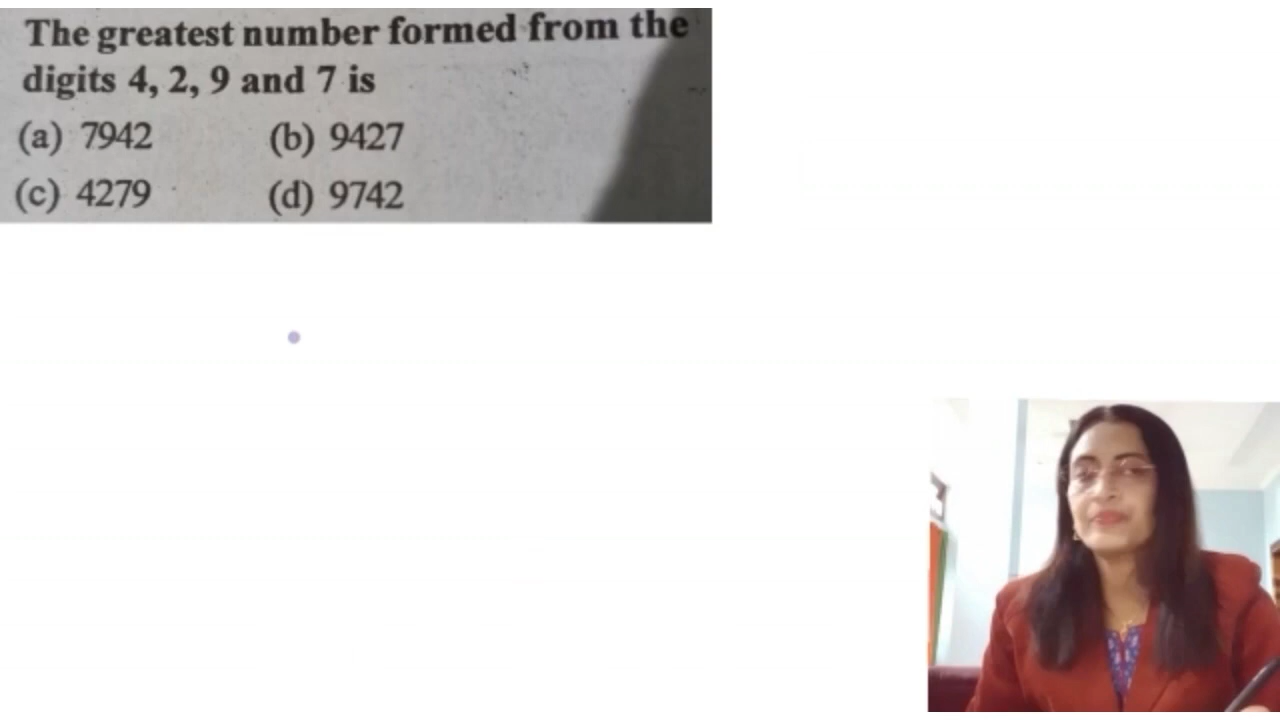 The greatest number formed from the
digits 4, 2, 9 and 7 is
(a) 7942 (b) 9427
(c) 4279 (d) 9742